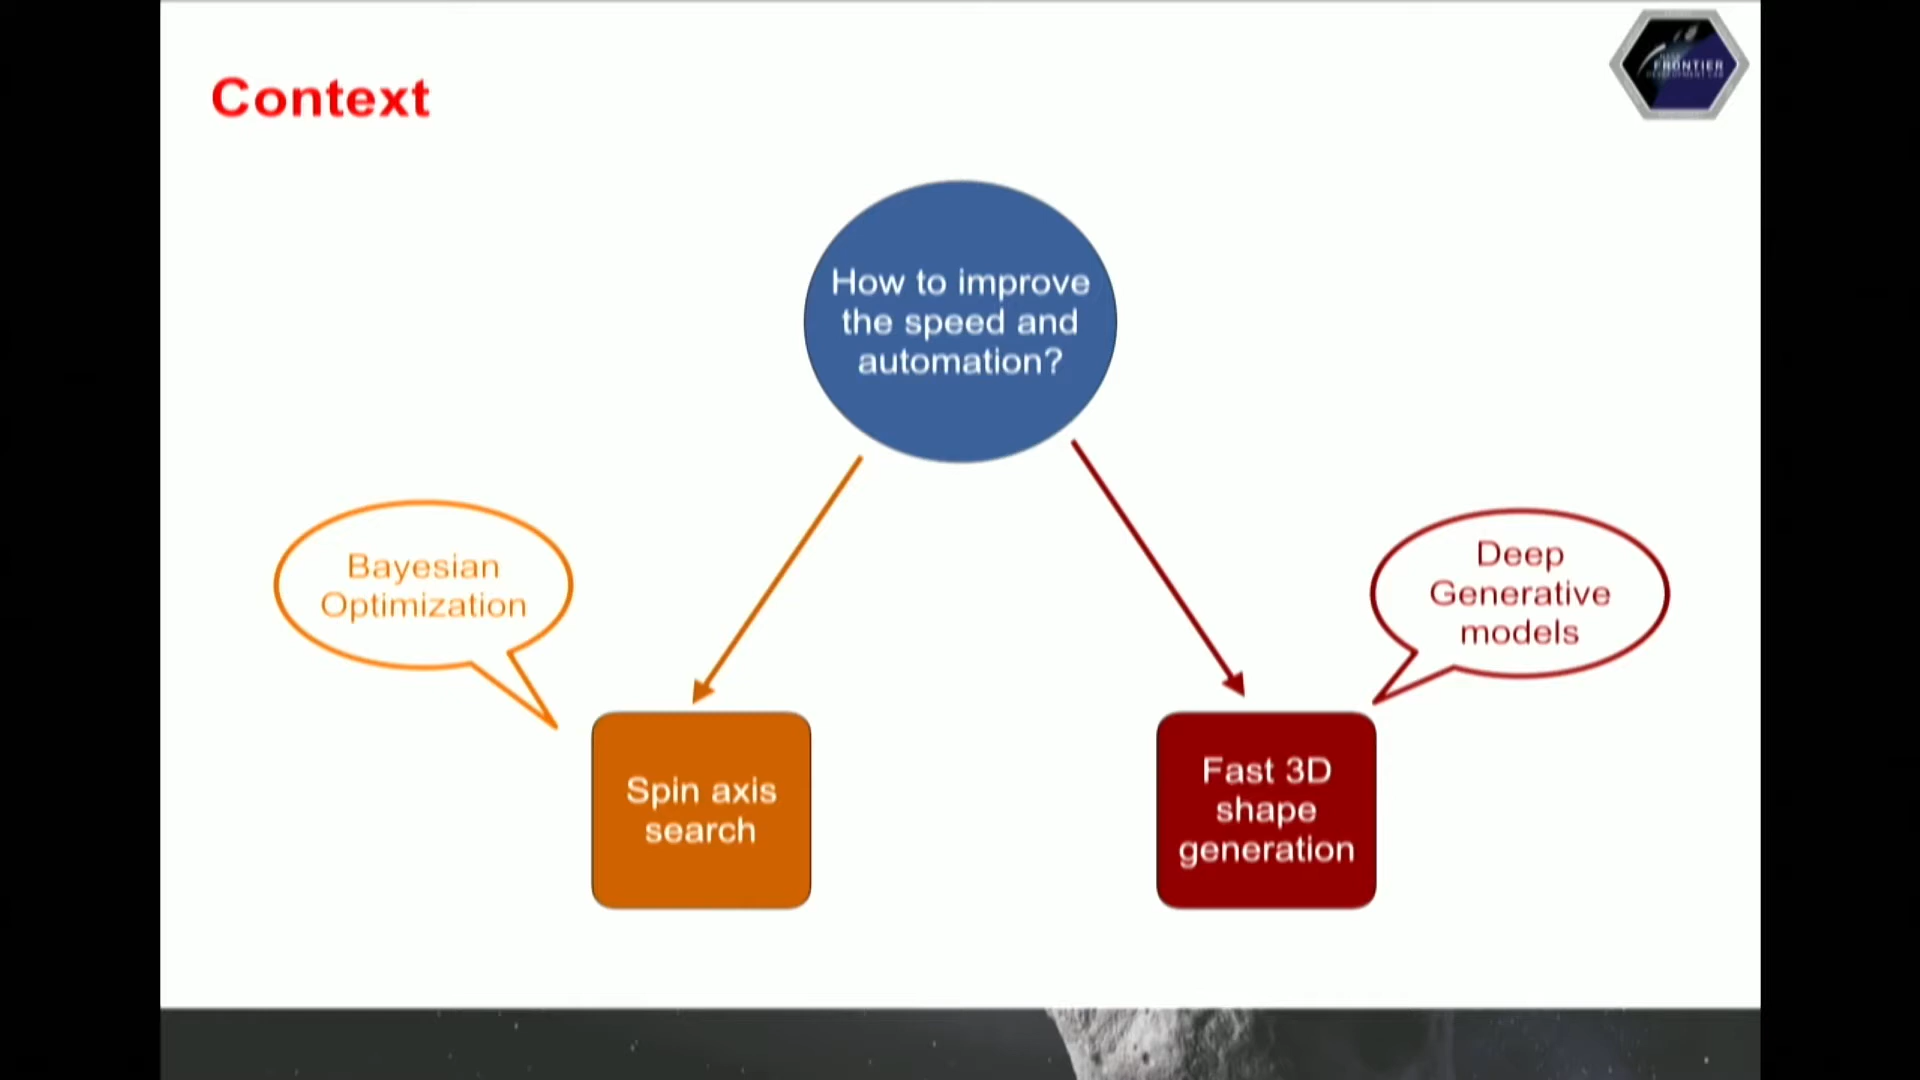 Context
FRONTIER
How to improve
the speed and
automation?
Bayesian
Optimization
Deep
Generative
models
Spin axis
search
Fast 3D
shape
generation